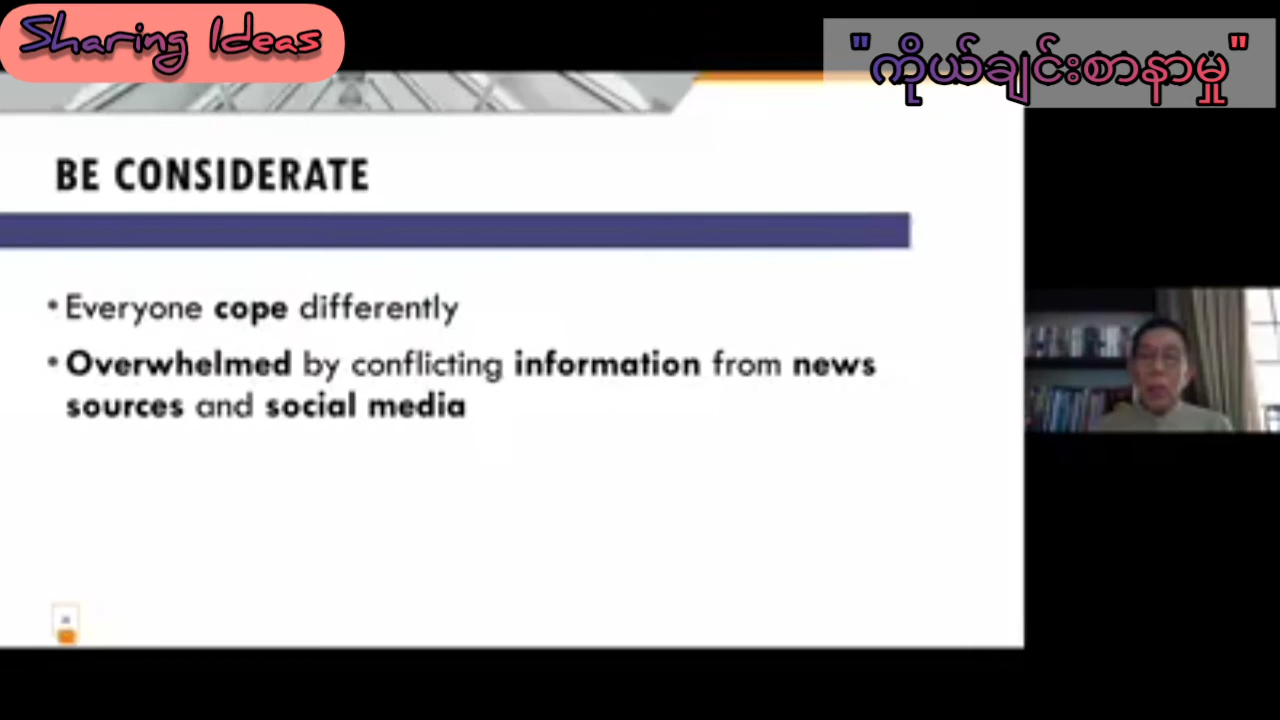 Sharing Ideas
"ကိုယ်ချင်းစာနာမှု"
BE CONSIDERATE
• Everyone cope differently
• Overwhelmed by conflicting information from news
sources and social media